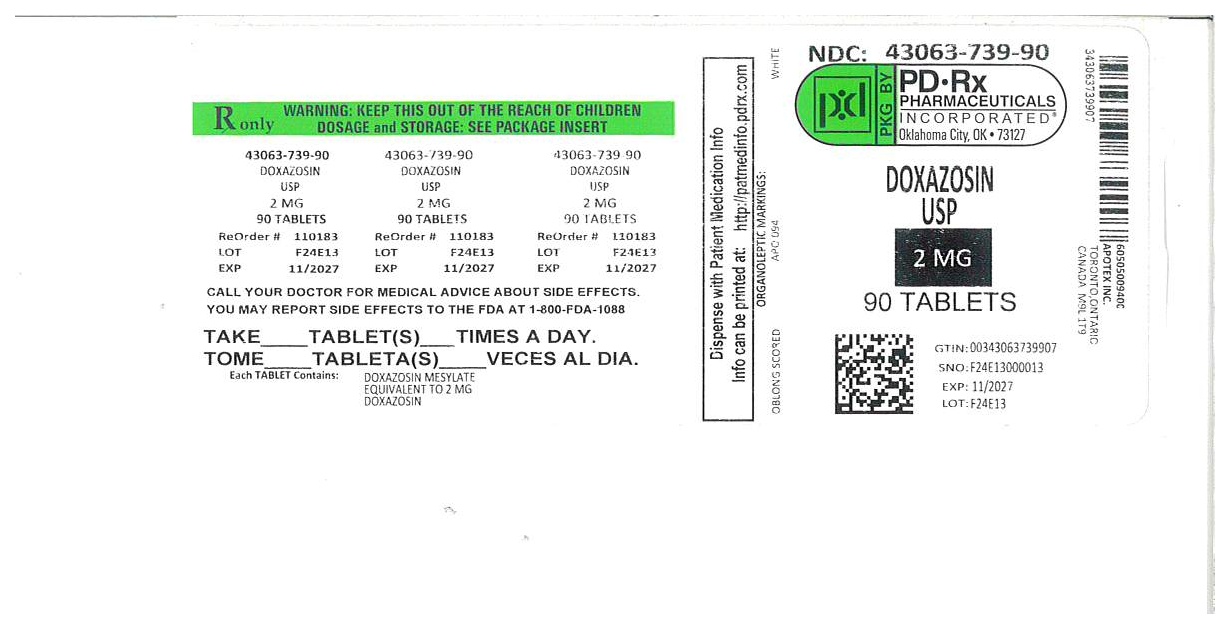 R only
WARNING: KEEP THIS OUT OF THE REACH OF CHILDREN
DOSAGE and STORAGE: SEE PACKAGE INSERT
43063-739-90 43063-739-90 43063-739-90
DOXAZOSIN DOXAZOSIN DOXAZOSIN
USP USP USP
2 MG 2 MG 2 MG
90 TABLETS 90 TABLETS 90 TABLETS
ReOrder # 110183 ReOrder # 110183 ReOrder # 110183
LOT F24E13 LOT F24E13 LOT F24E13
EXP 11/2027 EXP 11/2027 EXP 11/2027
CALL YOUR DOCTOR FOR MEDICAL ADVICE ABOUT SIDE EFFECTS.
YOU MAY REPORT SIDE EFFECTS TO THE FDA AT 1-800-FDA-1088
TAKE____TABLET(S)___TIMES A DAY.
TOME____TABLETA(S)____VECES AL DIA.
Each TABLET Contains: DOXAZOSIN MESYLATE
EQUIVALENT TO 2 MG
DOXAZOSIN
Dispense with Patient Medication Info
Info can be printed at: http://patmedinfo.pdrx.com
ORGANOLEPTIC MARKINGS:
OBLONG SCORED APO 094 WHITE
NDC: 43063-739-90
pd
PKG BY
PD·Rx
PHARMACEUTICALS
INCORPORATED®
Oklahoma City, OK • 73127
DOXAZOSIN
USP
2 MG
90 TABLETS
GTIN: 00343063739907
SNO: F24E13000013
EXP: 11/2027
LOT: F24E13
343063739907
60505009400
APOTEX INC.
TORONTO, ONTARIO
CANADA M9L 1T9